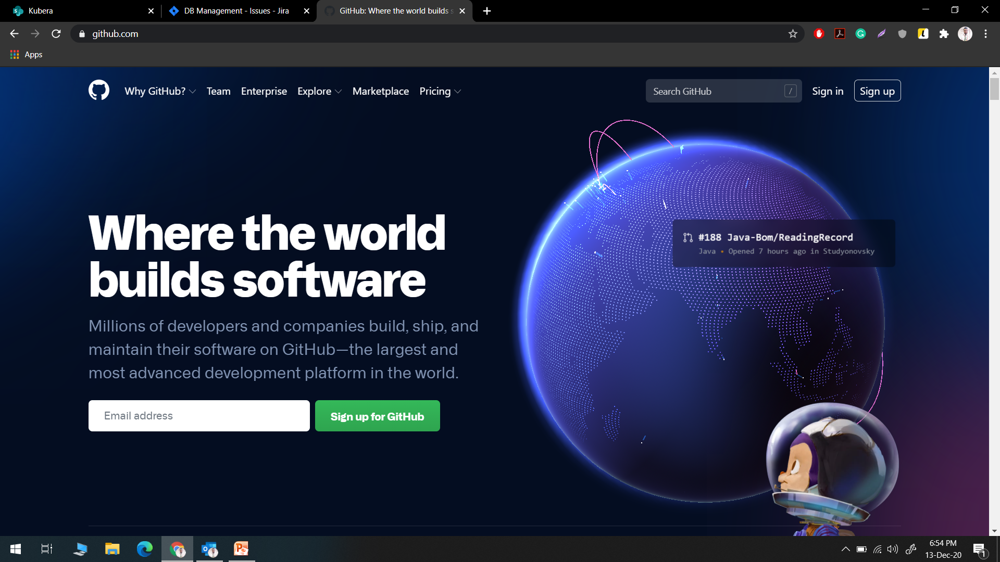 Kubera
DB Management - Issues - Jira
GitHub: Where the world builds s
github.com
Apps
Why GitHub?
Team
Enterprise
Explore
Marketplace
Pricing
Search GitHub
/
Sign in
Sign up
Where the world
builds software
Millions of developers and companies build, ship, and
maintain their software on GitHub—the largest and
most advanced development platform in the world.
Email address
Sign up for GitHub
#188 Java-Bom/ReadingRecord
Java • Opened 7 hours ago in Studyonovsky
6:54 PM
13-Dec-20
1